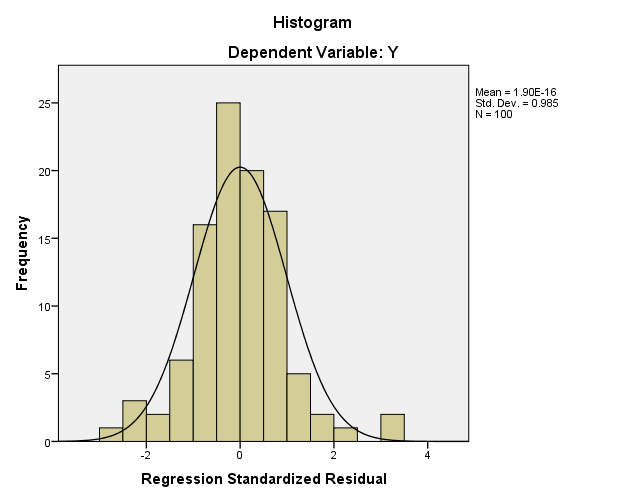 Histogram
Dependent Variable: Y
Mean = 1.90E-16
Std. Dev. = 0.985
N = 100
Frequency
25
20
15
10
5
0
-2 0 2 4
Regression Standardized Residual